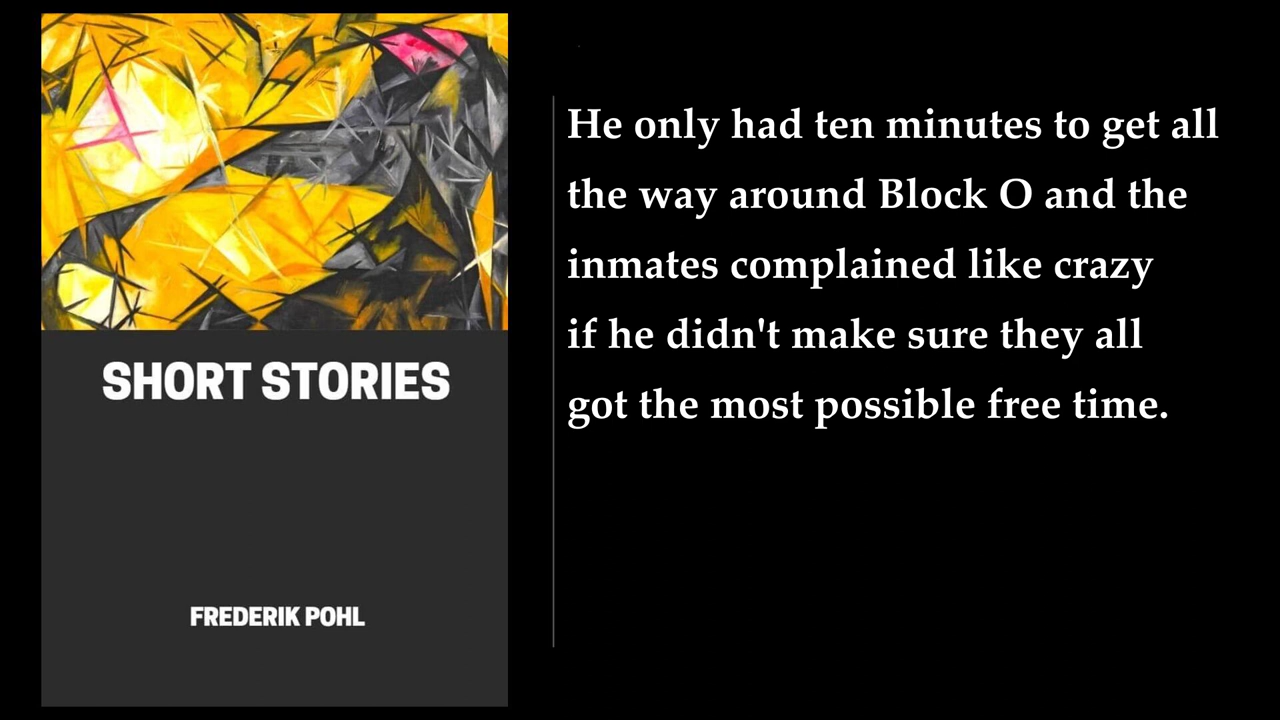 SHORT STORIES
FREDERIK POHL
He only had ten minutes to get all
the way around Block O and the
inmates complained like crazy
if he didn't make sure they all
got the most possible free time.